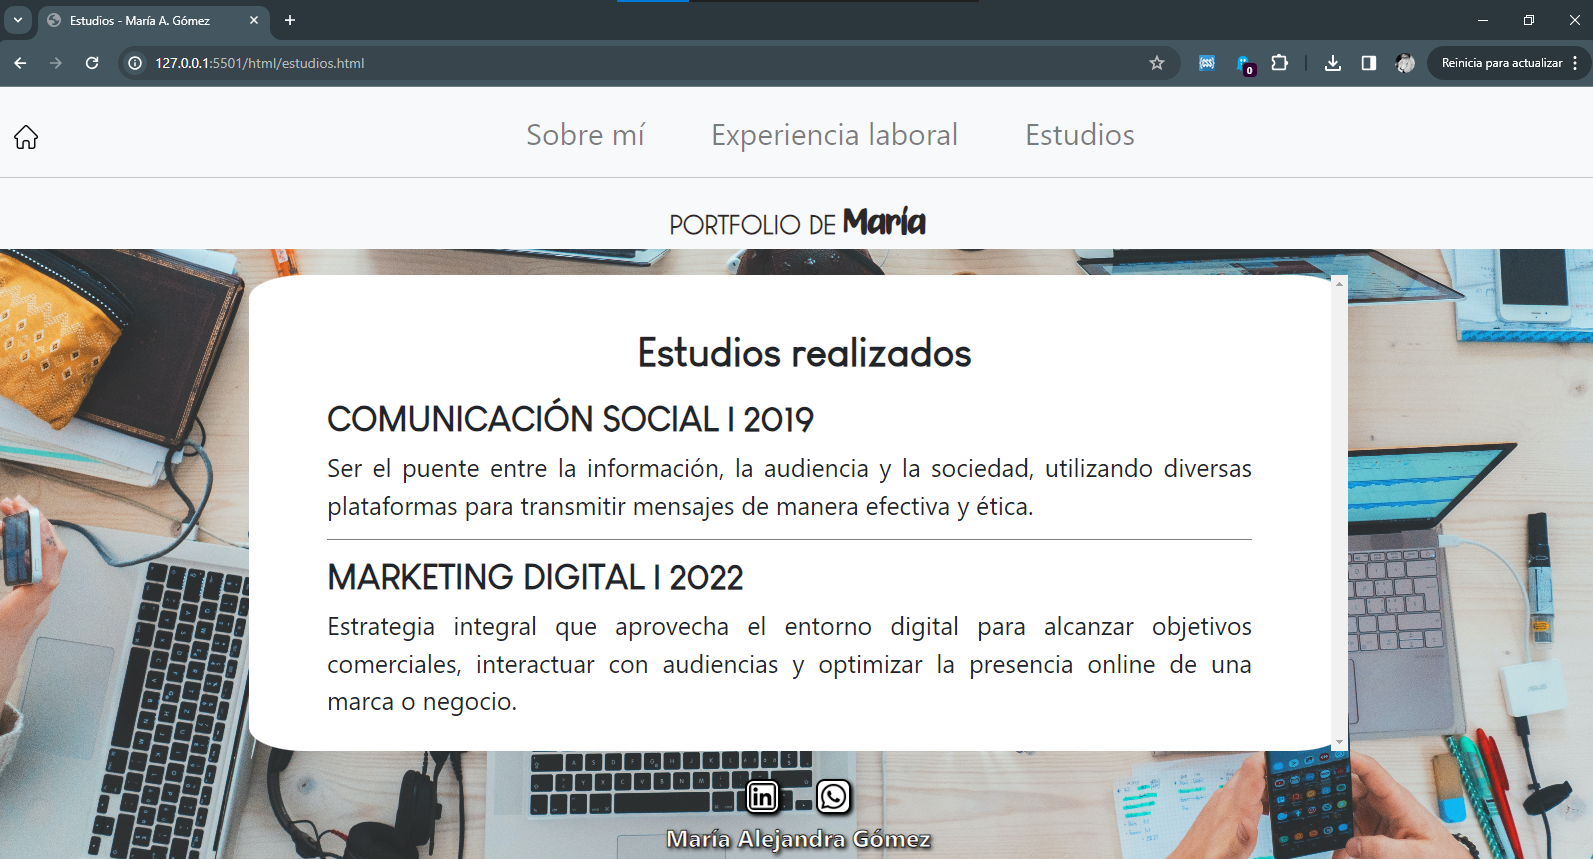 Estudios - María A. Gómez
127.0.0.1:5501/html/estudios.html
0
Reinicia para actualizar
Sobre mí
Experiencia laboral
Estudios
PORTFOLIO DE María
Estudios realizados
COMUNICACIÓN SOCIAL | 2019
Ser el puente entre la información, la audiencia y la sociedad, utilizando diversas
plataformas para transmitir mensajes de manera efectiva y ética.
MARKETING DIGITAL | 2022
Estrategia integral que aprovecha el entorno digital para alcanzar objetivos
comerciales, interactuar con audiencias y optimizar la presencia online de una
marca o negocio.
in
María Alejandra Gómez